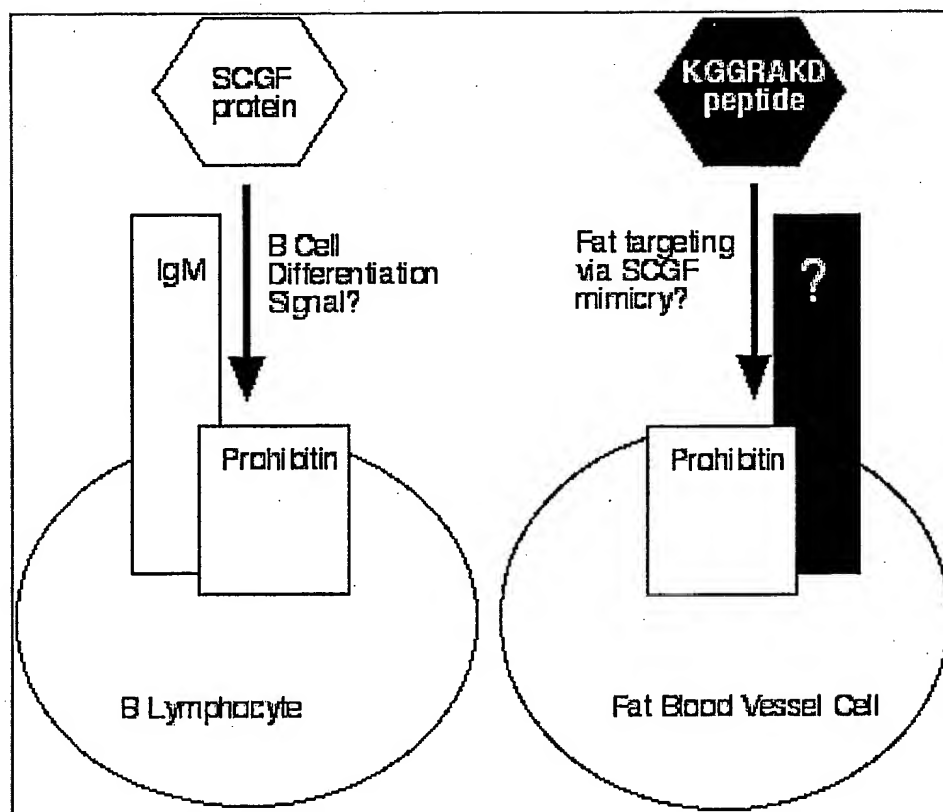 SCGF
protein
KGGRAKD
peptide
IgM
B Cell
Differentiation
Signal?
Fat targeting
via SCGF
mimicry?
?
Prohibitin
Prohibitin
B Lymphocyte
Fat Blood Vessel Cell